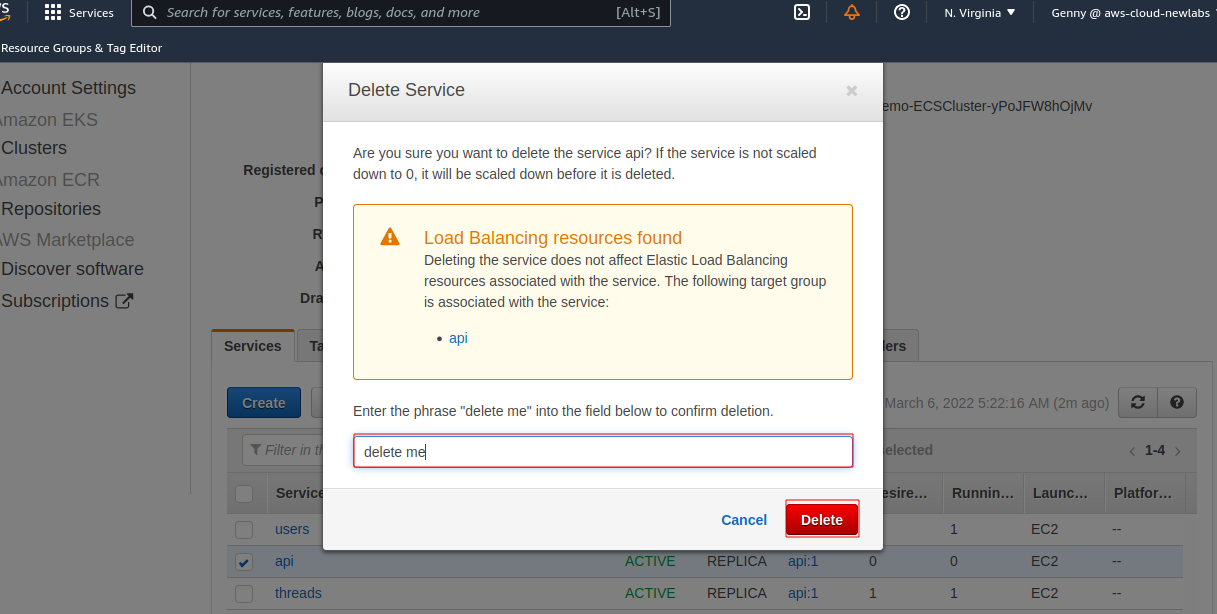 Services
Search for services, features, blogs, docs, and more
[Alt+S]
N. Virginia
Genny @ aws-cloud-newlabs
Resource Groups & Tag Editor
Account Settings
Amazon EKS
Clusters
Amazon ECR
Repositories
AWS Marketplace
Discover software
Subscriptions
emo-ECSCluster-yPoJFW8hOjMv
Registered
Delete Service
Are you sure you want to delete the service api? If the service is not scaled
down to 0, it will be scaled down before it is deleted.
Load Balancing resources found
Deleting the service does not affect Elastic Load Balancing
resources associated with the service. The following target group
is associated with the service:
• api
Enter the phrase "delete me" into the field below to confirm deletion.
delete me
Cancel
Delete
Services
Ta
ers
Create
March 6, 2022 5:22:16 AM (2m ago)
Filter in th
elected
1-4
Service
esire...
Runnin...
Launc...
Platfor...
users
1
EC2
--
api
ACTIVE
REPLICA
api:1
0
0
EC2
--
threads
ACTIVE
REPLICA
api:1
1
1
EC2
--